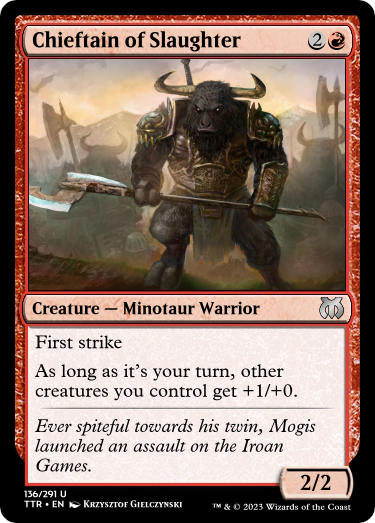 Chieftain of Slaughter 2
Creature — Minotaur Warrior
First strike
As long as it's your turn, other
creatures you control get +1/+0.
Ever spiteful towards his twin, Mogis
launched an assault on the Iroan
Games.
2/2
136/291 U
TTR • EN Krzysztof Gielczynski ™ & © 2023 Wizards of the Coast